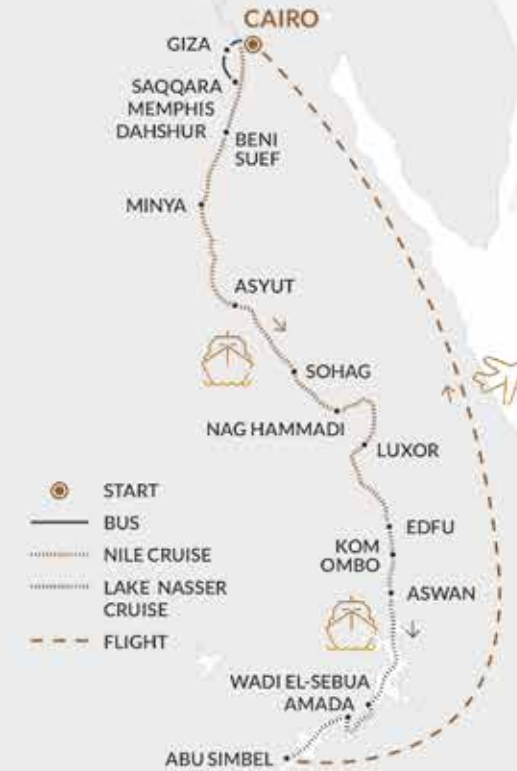 CAIRO
GIZA
SAQQARA
MEMPHIS
DAHSHUR
BENI
SUEF
MINYA
ASYUT
SOHAG
NAG HAMMADI
LUXOR
EDFU
KOM
OMBO
ASWAN
WADI EL-SEBUA
AMADA
ABU SIMBEL
START
BUS
NILE CRUISE
LAKE NASSER
CRUISE
FLIGHT